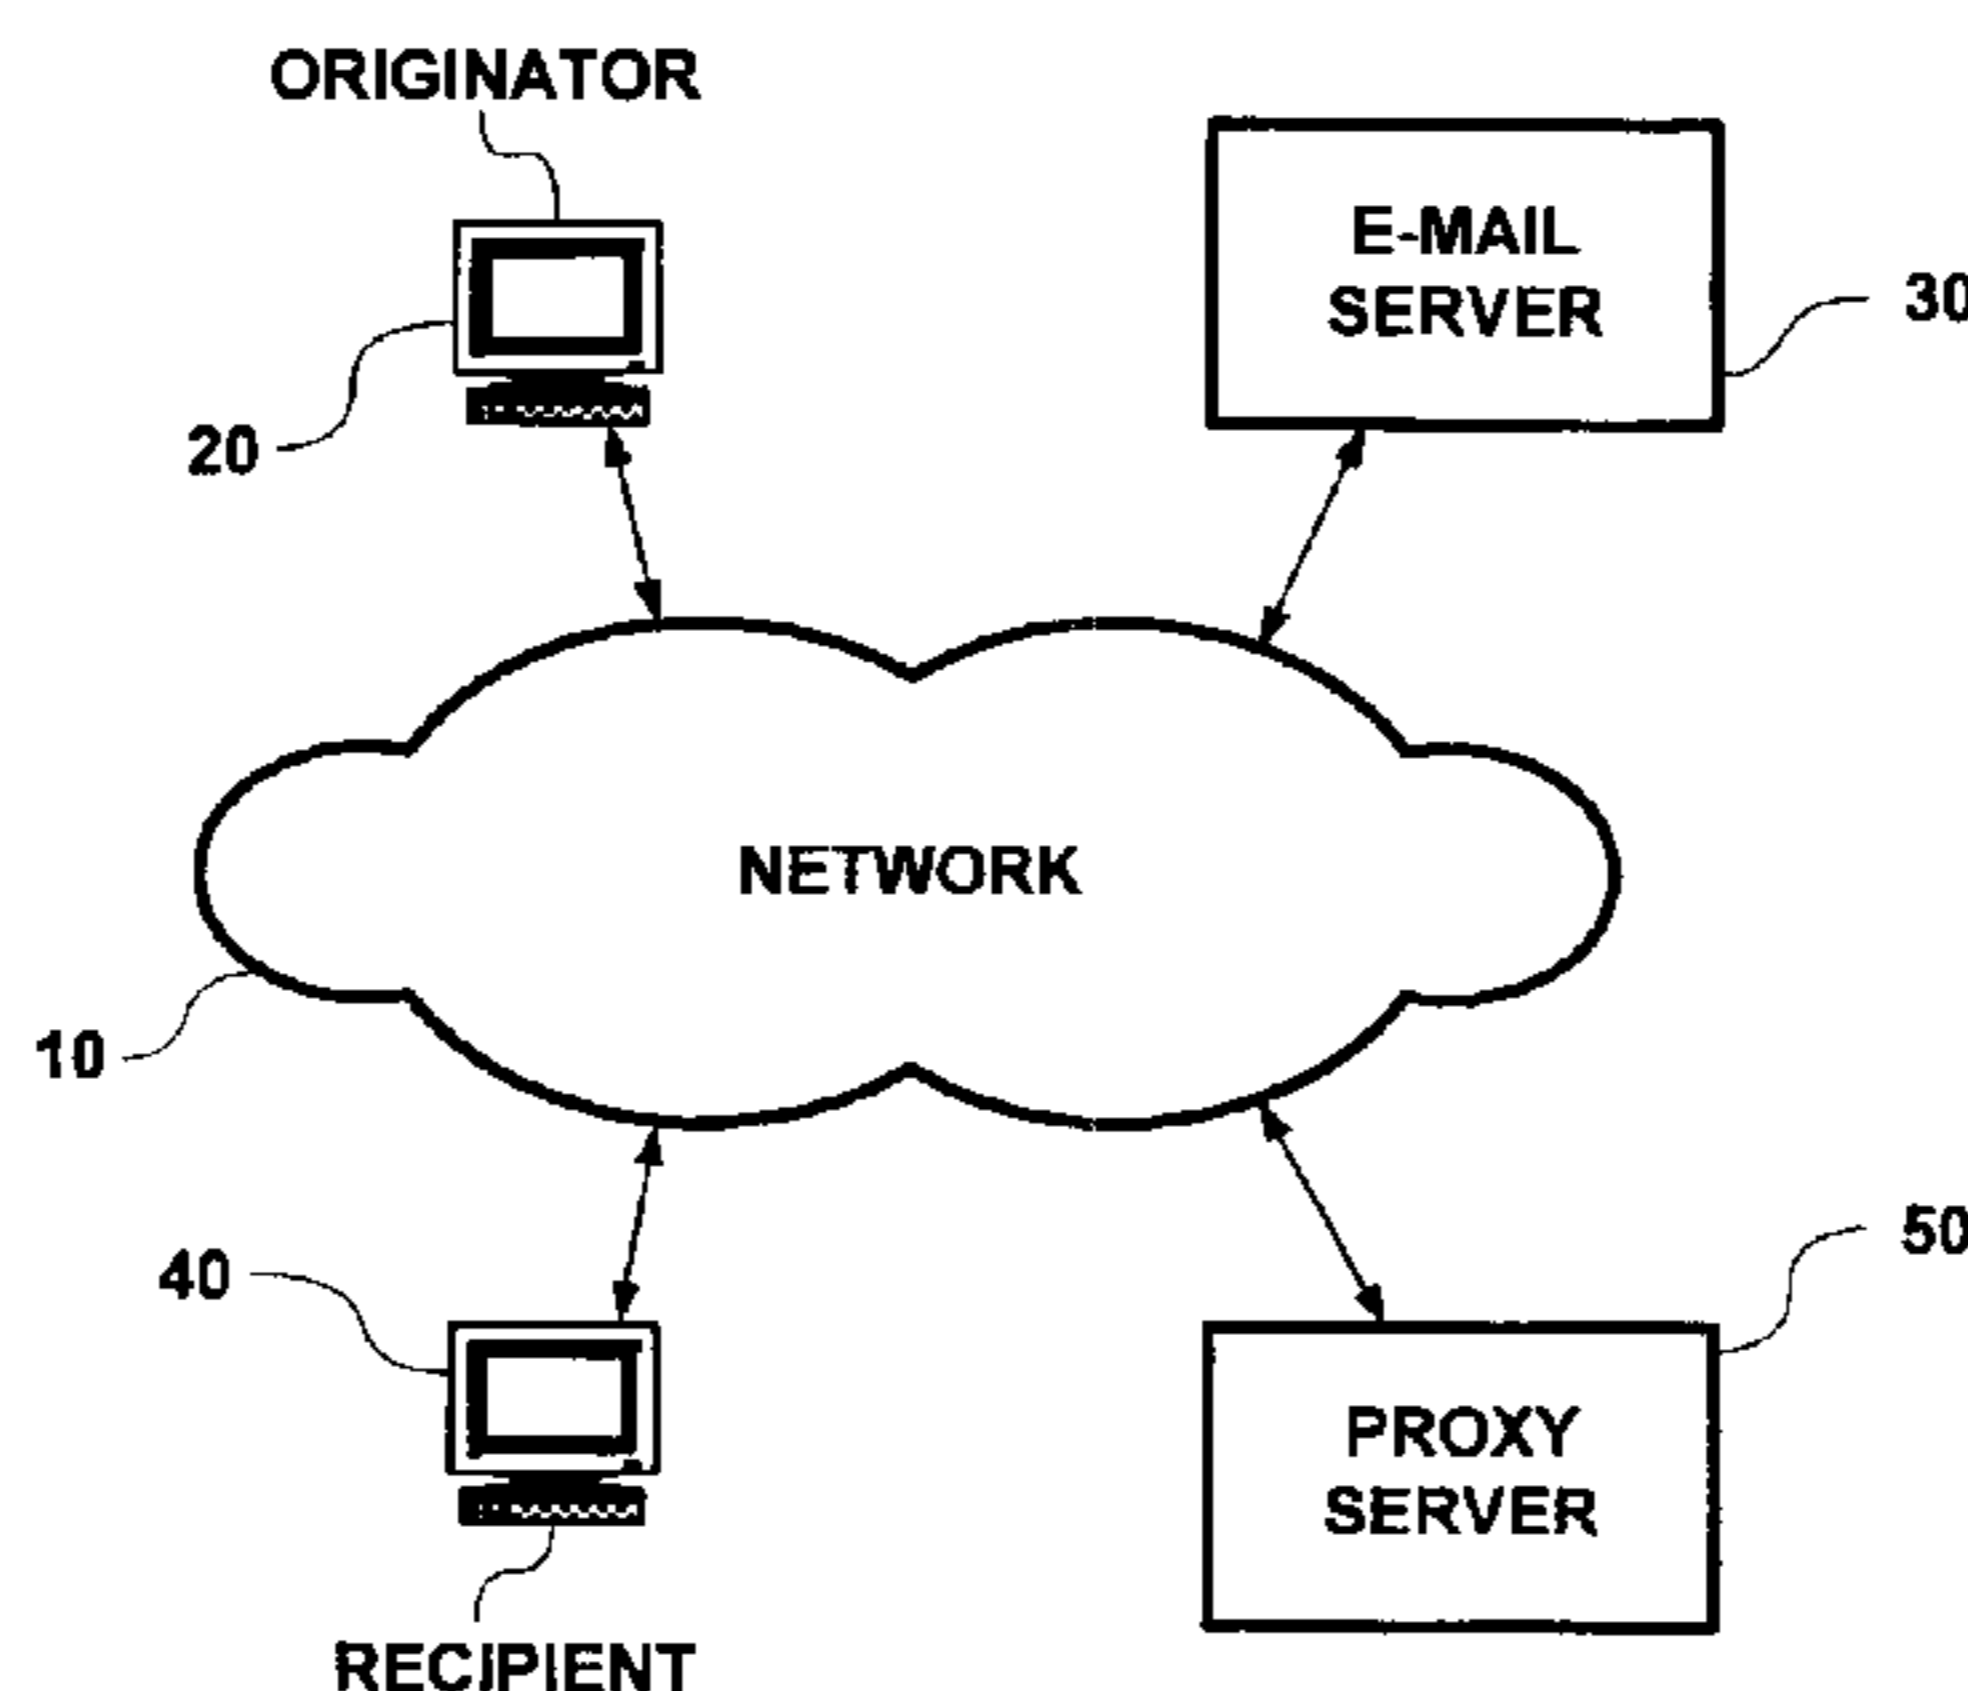 ORIGINATOR
E-MAIL
SERVER
30
20
NETWORK
10
40
50
PROXY
SERVER
RECIPIENT